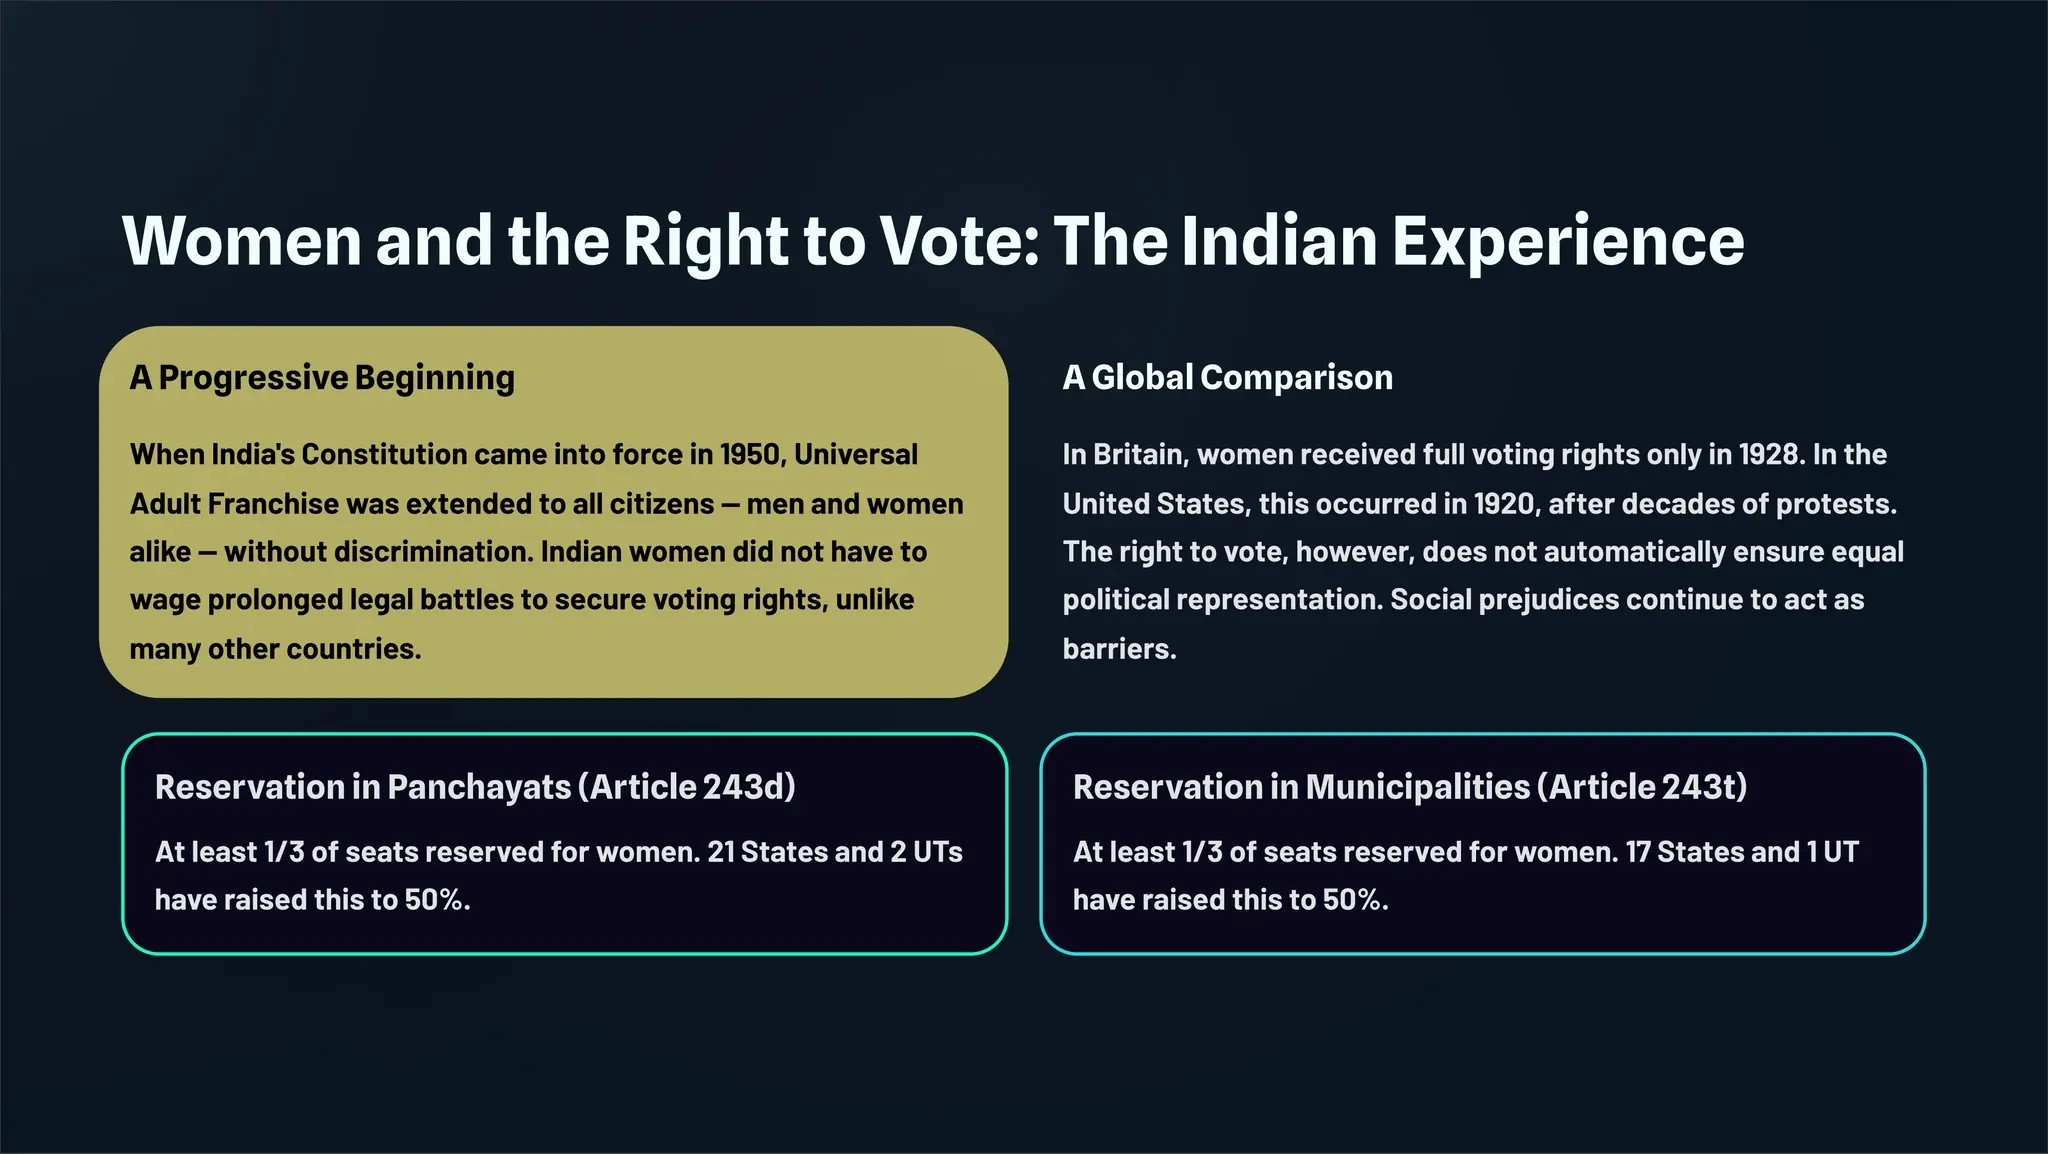 Women and the Right to Vote: The Indian Experience
A Progressive Beginning
When India's Constitution came into force in 1950, Universal
Adult Franchise was extended to all citizens — men and women
alike — without discrimination. Indian women did not have to
wage prolonged legal battles to secure voting rights, unlike
many other countries.
A Global Comparison
In Britain, women received full voting rights only in 1928. In the
United States, this occurred in 1920, after decades of protests.
The right to vote, however, does not automatically ensure equal
political representation. Social prejudices continue to act as
barriers.
Reservation in Panchayats (Article 243d)
At least 1/3 of seats reserved for women. 21 States and 2 UTs
have raised this to 50%.
Reservation in Municipalities (Article 243t)
At least 1/3 of seats reserved for women. 17 States and 1 UT
have raised this to 50%.